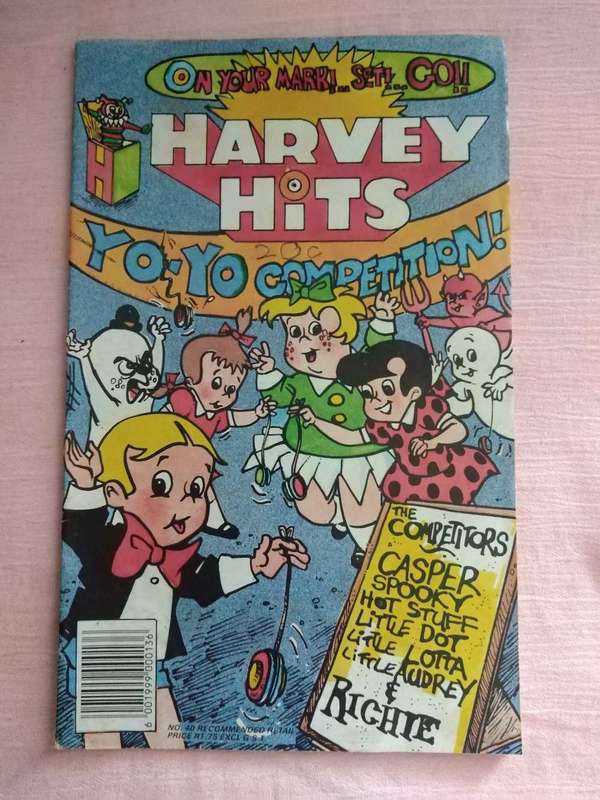 ON YOUR MARK!.. SET!... GO!!
H
HARVEY
HITS
YO-YO COMPETITION!
20c
THE
COMPETITORS
CASPER
SPOOKY
HOT STUFF
LITTLE DOT
LITTLE LOTTA
LITTLE AUDREY
&
RICHIE
6 001999 600136
NO. 40 RECOMMENDED RETAIL
PRICE R1.75 EXCL G S T